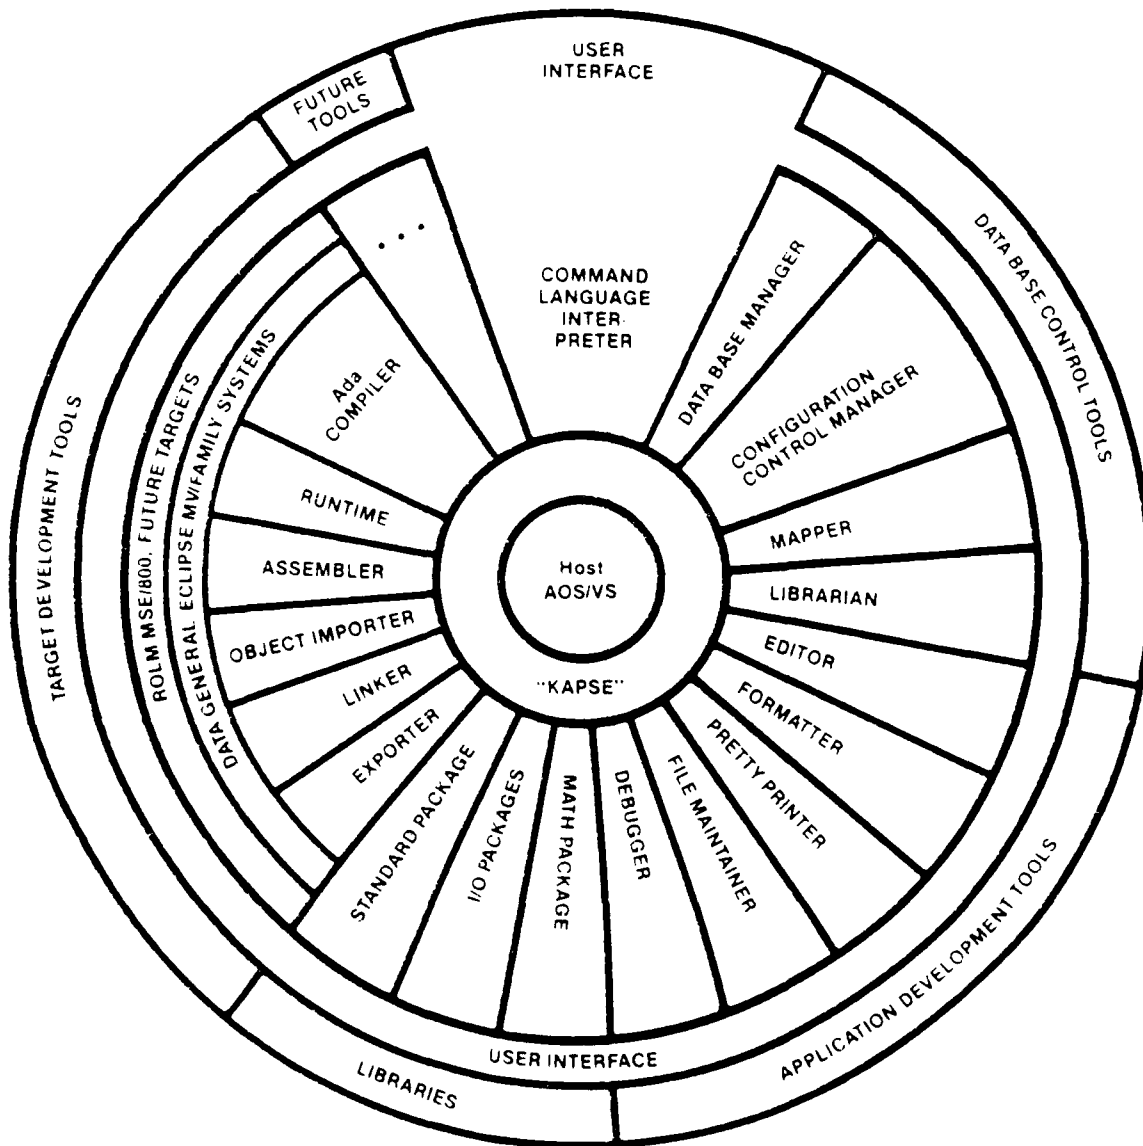 USER
INTERFACE
FUTURE
TOOLS
DATA BASE CONTROL TOOLS
APPLICATION DEVELOPMENT TOOLS
LIBRARIES
TARGET DEVELOPMENT TOOLS
USER INTERFACE
ROLM MSE/800, FUTURE TARGETS
DATA GENERAL ECLIPSE MV/FAMILY SYSTEMS
. . .
COMMAND
LANGUAGE
INTER-
PRETER
DATA BASE MANAGER
CONFIGURATION
CONTROL MANAGER
MAPPER
LIBRARIAN
EDITOR
FORMATTER
PRETTY PRINTER
FILE MAINTAINER
DEBUGGER
MATH PACKAGE
I/O PACKAGES
STANDARD PACKAGE
EXPORTER
LINKER
OBJECT IMPORTER
ASSEMBLER
RUNTIME
Ada
COMPILER
Host
AOS/VS
"KAPSE"